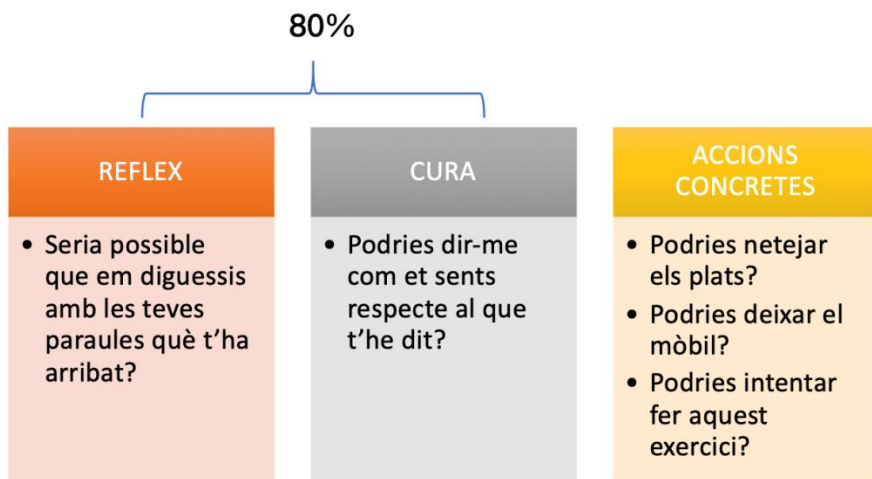 80%
REFLEX
• Seria possible
que em diguessis
amb les teves
paraules què t'ha
arribat?
CURA
• Podries dir-me
com et sents
respecte al que
t'he dit?
ACCIONS
CONCRETES
• Podries netejar
els plats?
• Podries deixar el
mòbil?
• Podries intentar
fer aquest
exercici?